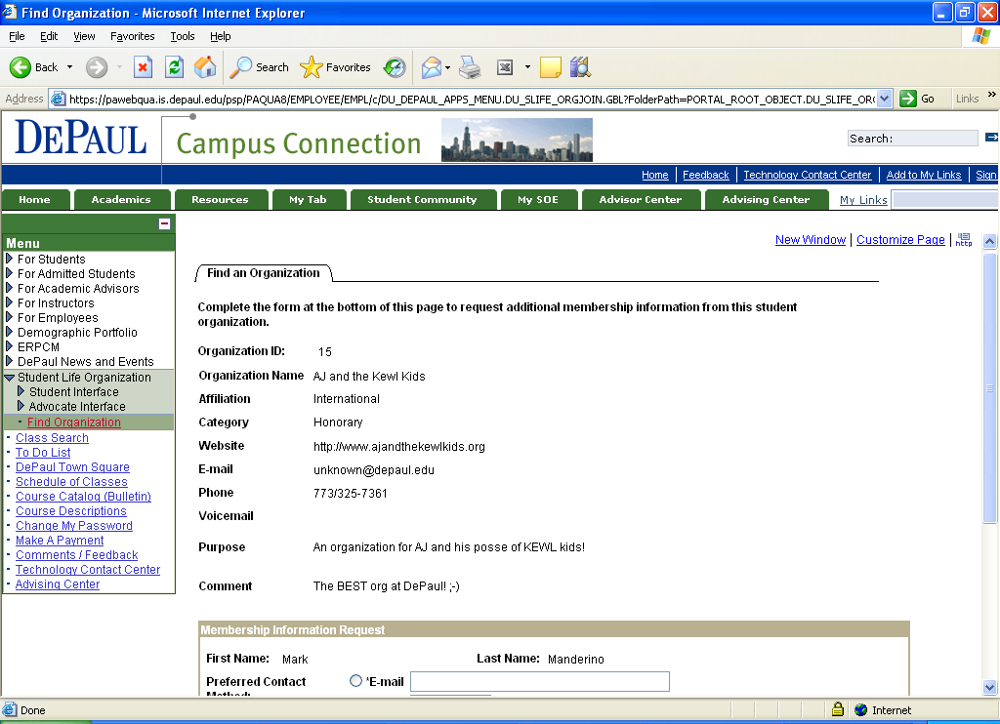 Find Organization - Microsoft Internet Explorer
File Edit View Favorites Tools Help
Back Search Favorites
Address https://pawebqua.is.depaul.edu/psp/PAQUA8/EMPLOYEE/EMPL/c/DU_DEPAUL_APPS_MENU.DU_SLIFE_ORGJOIN.GBL?FolderPath=PORTAL_ROOT_OBJECT.DU_SLIFE_OR Go Links »
DEPAUL Campus Connection Search:
Home Feedback Technology Contact Center Add to My Links Sign
Home Academics Resources My Tab Student Community My SOE Advisor Center Advising Center My Links
Menu
For Students
For Admitted Students
For Academic Advisors
For Instructors
For Employees
Demographic Portfolio
ERPCM
DePaul News and Events
Student Life Organization
Student Interface
Advocate Interface
Find Organization
Class Search
To Do List
DePaul Town Square
Schedule of Classes
Course Catalog (Bulletin)
Course Descriptions
Change My Password
Make A Payment
Comments / Feedback
Technology Contact Center
Advising Center
New Window | Customize Page | http
Find an Organization
Complete the form at the bottom of this page to request additional membership information from this student
organization.
Organization ID: 15
Organization Name AJ and the Kewl Kids
Affiliation International
Category Honorary
Website http://www.ajandthekewlkids.org
E-mail unknown@depaul.edu
Phone 773/325-7361
Voicemail
Purpose An organization for AJ and his posse of KEWL kids!
Comment The BEST org at DePaul! ;-)
Membership Information Request
First Name: Mark Last Name: Manderino
Preferred Contact *E-mail
Method:
Done Internet